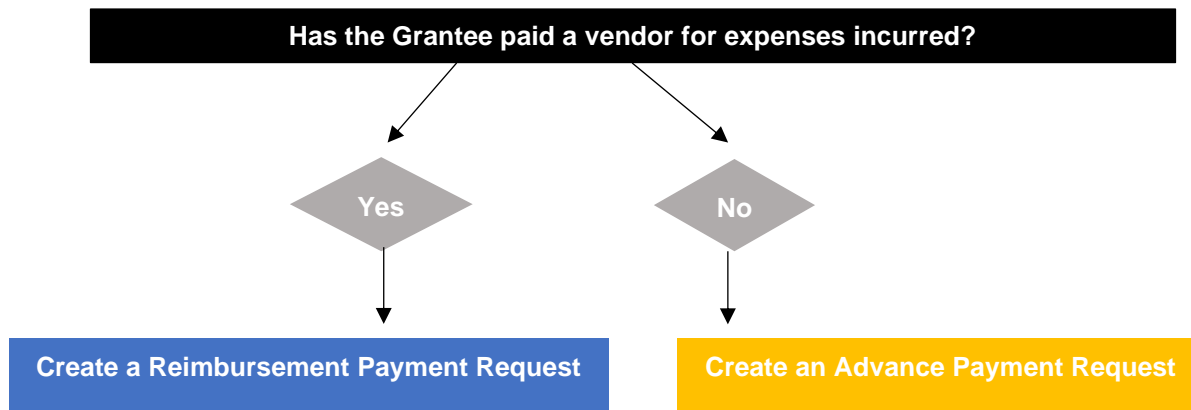 Has the Grantee paid a vendor for expenses incurred?
Yes
No
Create a Reimbursement Payment Request
Create an Advance Payment Request